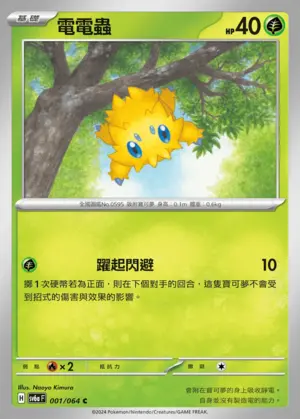 基礎 電電蟲 HP40
全國圖鑑No.0595 黏附寶可夢 身高：0.1m 體重：0.6kg
躍起閃避 10
擲1次硬幣若為正面，則在下個對手的回合，這隻寶可夢不會受
到招式的傷害與效果的影響。
弱點 ×2 抵抗力 撤退
Illus. Naoyo Kimura
H sv6a F 001/064 C
會附在寶可夢的身上吸收靜電。
自身並沒有製造電的能力。
©2024 Pokémon/Nintendo/Creatures/GAME FREAK.